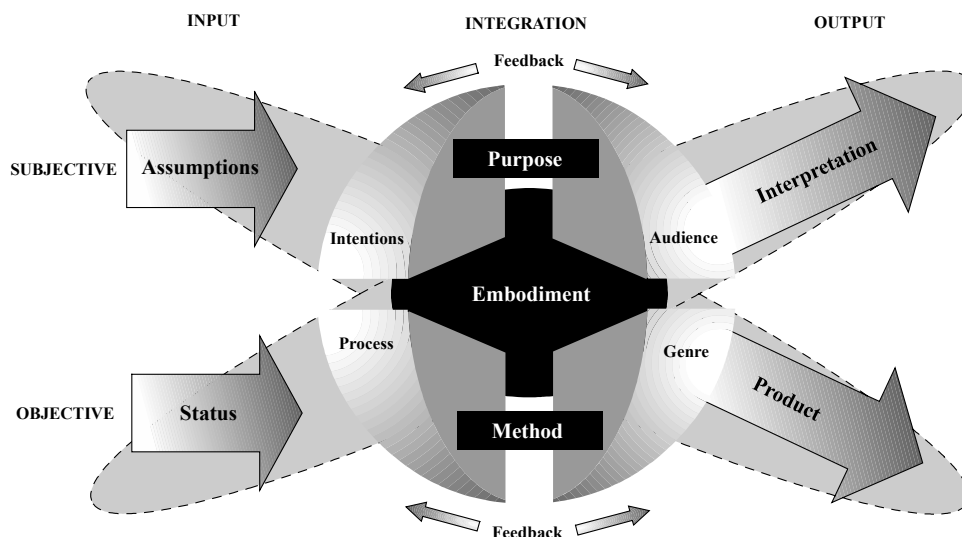 INPUT
INTEGRATION
OUTPUT
Feedback
SUBJECTIVE
Assumptions
Purpose
Interpretation
Intentions
Audience
Embodiment
Process
Genre
OBJECTIVE
Status
Method
Product
Feedback